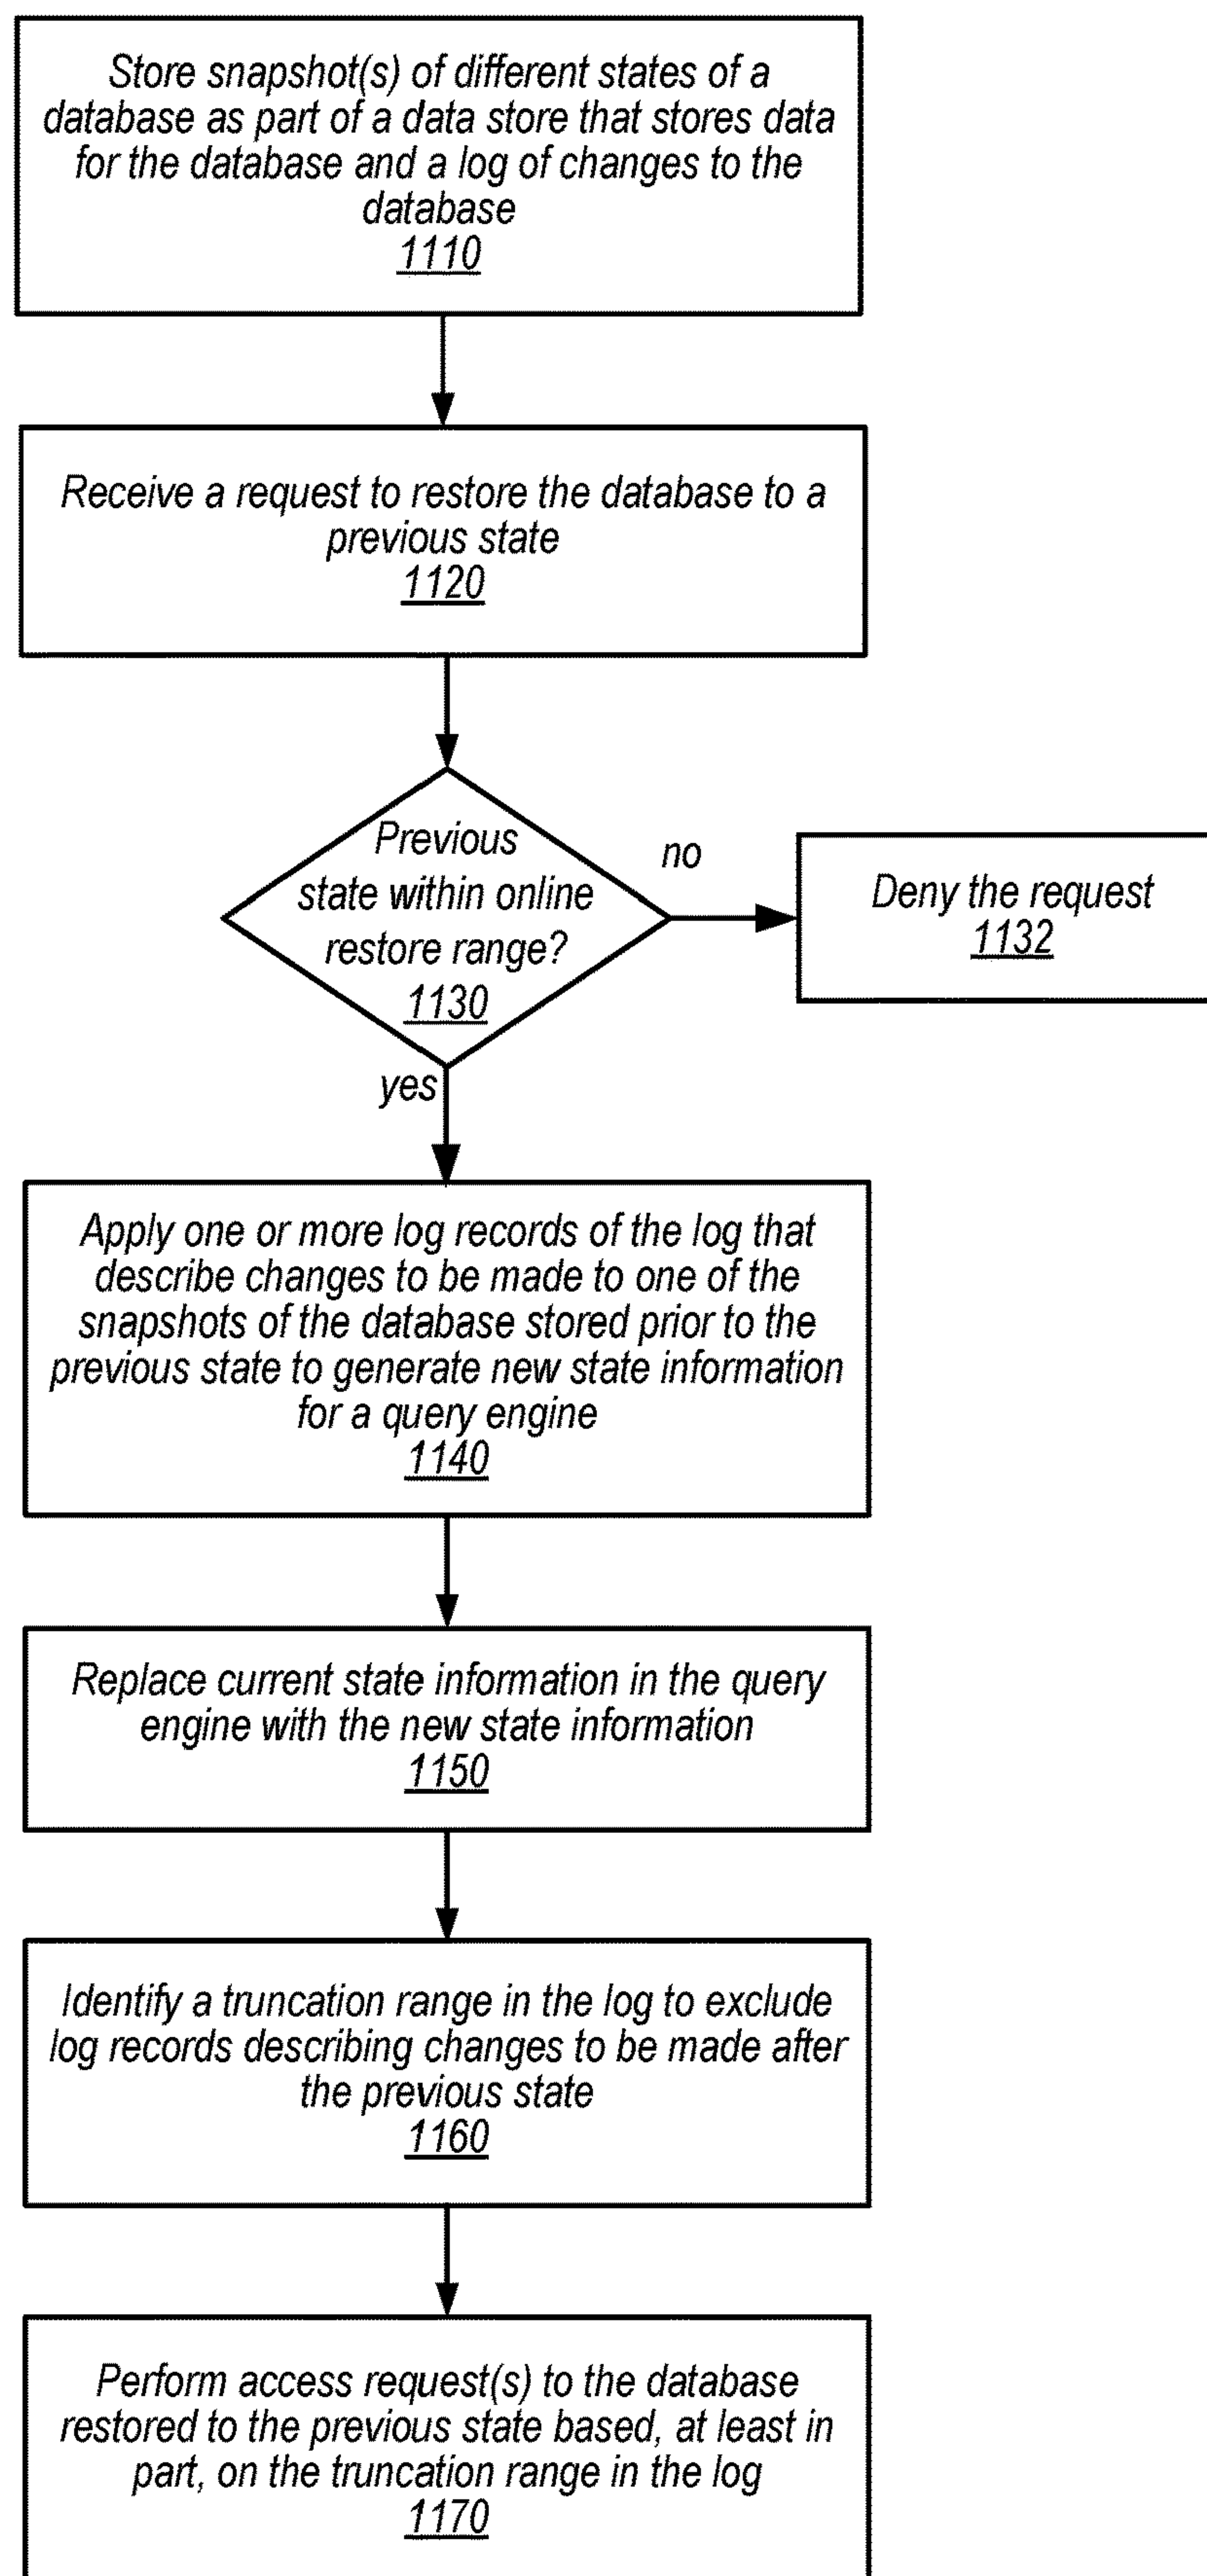 Store snapshot(s) of different states of a
database as part of a data store that stores data
for the database and a log of changes to the
database
1110
Receive a request to restore the database to a
previous state
1120
Previous
state within online
restore range?
1130
no
Deny the request
1132
yes
Apply one or more log records of the log that
describe changes to be made to one of the
snapshots of the database stored prior to the
previous state to generate new state information
for a query engine
1140
Replace current state information in the query
engine with the new state information
1150
Identify a truncation range in the log to exclude
log records describing changes to be made after
the previous state
1160
Perform access request(s) to the database
restored to the previous state based, at least in
part, on the truncation range in the log
1170